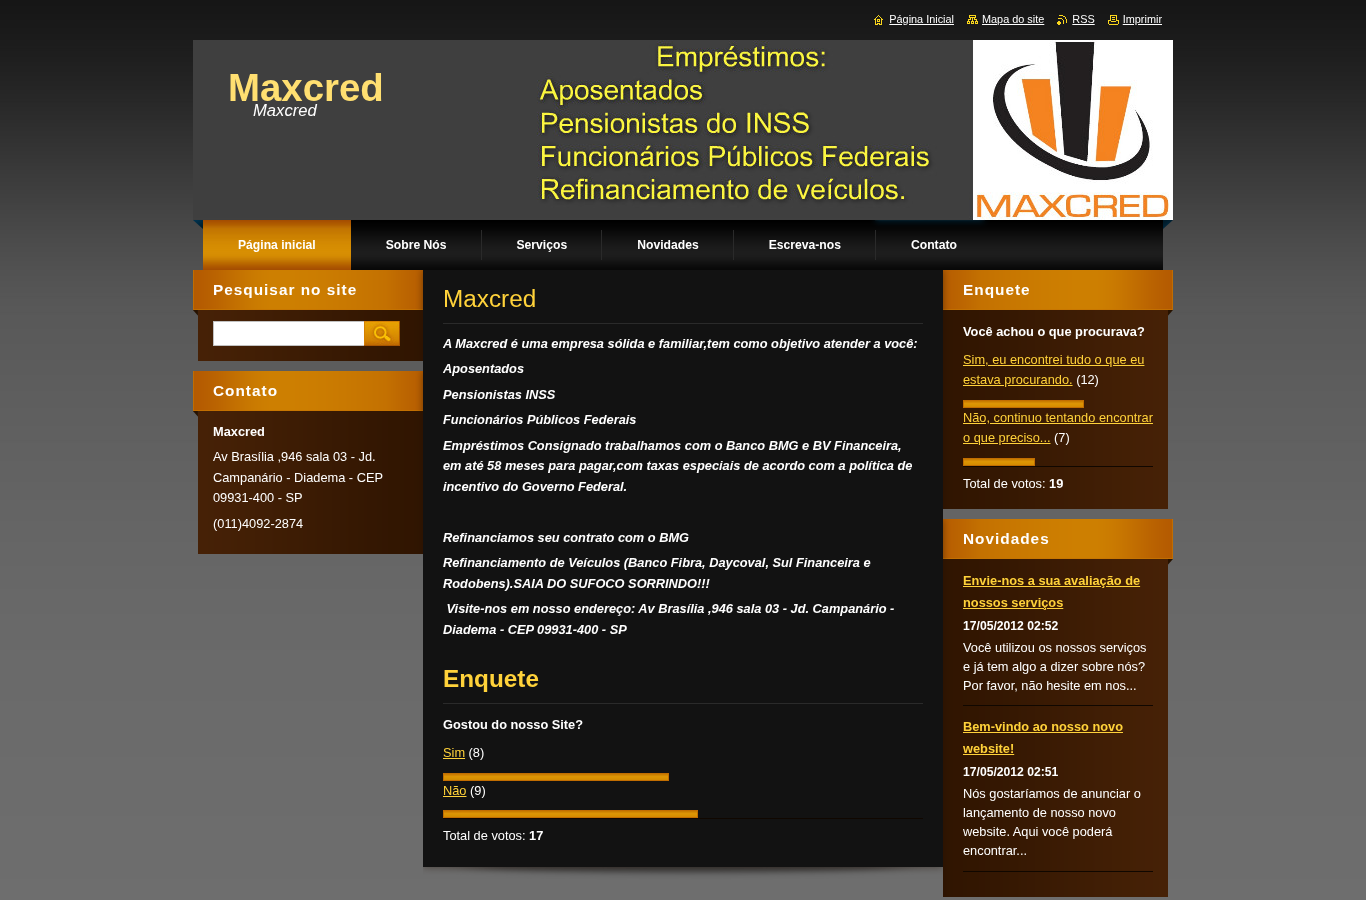 Página Inicial Mapa do site RSS Imprimir
Maxcred
Maxcred
Empréstimos:
Aposentados
Pensionistas do INSS
Funcionários Públicos Federais
Refinanciamento de veículos.
MAXCRED
Página inicial Sobre Nós Serviços Novidades Escreva-nos Contato
Pesquisar no site
Contato
Maxcred
Av Brasília ,946 sala 03 - Jd.
Campanário - Diadema - CEP
09931-400 - SP
(011)4092-2874
Maxcred
A Maxcred é uma empresa sólida e familiar,tem como objetivo atender a você:
Aposentados
Pensionistas INSS
Funcionários Públicos Federais
Empréstimos Consignado trabalhamos com o Banco BMG e BV Financeira,
em até 58 meses para pagar,com taxas especiais de acordo com a política de
incentivo do Governo Federal.
Refinanciamos seu contrato com o BMG
Refinanciamento de Veículos (Banco Fibra, Daycoval, Sul Financeira e
Rodobens).SAIA DO SUFOCO SORRINDO!!!
Visite-nos em nosso endereço: Av Brasília ,946 sala 03 - Jd. Campanário -
Diadema - CEP 09931-400 - SP
Enquete
Gostou do nosso Site?
Sim (8)
Não (9)
Total de votos: 17
Enquete
Você achou o que procurava?
Sim, eu encontrei tudo o que eu
estava procurando. (12)
Não, continuo tentando encontrar
o que preciso... (7)
Total de votos: 19
Novidades
Envie-nos a sua avaliação de
nossos serviços
17/05/2012 02:52
Você utilizou os nossos serviços
e já tem algo a dizer sobre nós?
Por favor, não hesite em nos...
Bem-vindo ao nosso novo
website!
17/05/2012 02:51
Nós gostaríamos de anunciar o
lançamento de nosso novo
website. Aqui você poderá
encontrar...